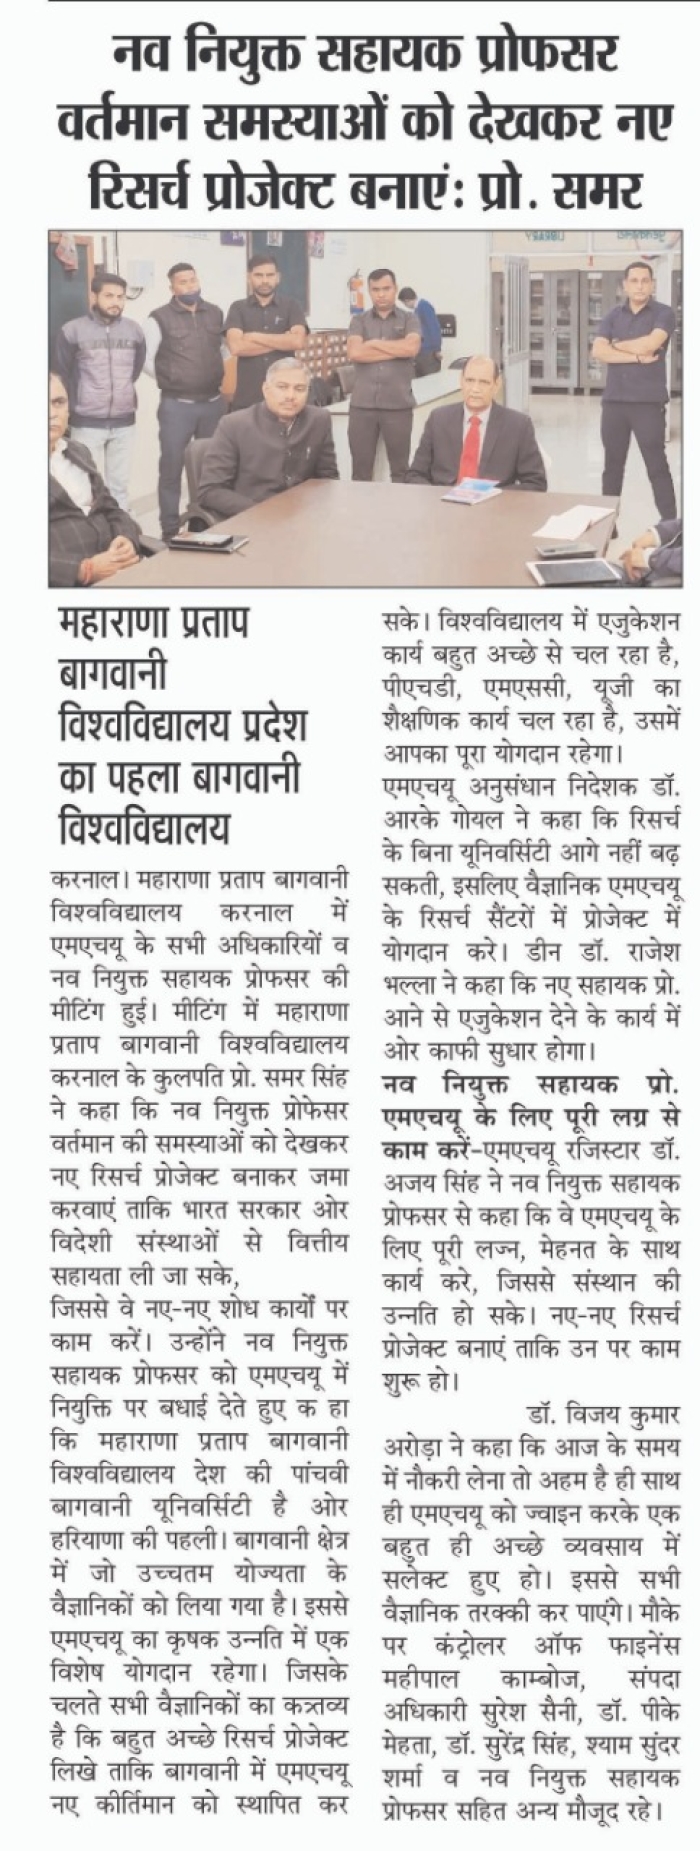 नव नियुक्त सहायक प्रोफसर
वर्तमान समस्याओं को देखकर नए
रिसर्च प्रोजेक्ट बनाएं: प्रो. समर
LIBRARY
महाराणा प्रताप
बागवानी
विश्वविद्यालय प्रदेश
का पहला बागवानी
विश्वविद्यालय
करनाल। महाराणा प्रताप बागवानी
विश्वविद्यालय करनाल में
एमएचयू के सभी अधिकारियों व
नव नियुक्त सहायक प्रोफसर की
मीटिंग हुई। मीटिंग में महाराणा
प्रताप बागवानी विश्वविद्यालय
करनाल के कुलपति प्रो. समर सिंह
ने कहा कि नव नियुक्त प्रोफेसर
वर्तमान की समस्याओं को देखकर
नए रिसर्च प्रोजेक्ट बनाकर जमा
करवाएं ताकि भारत सरकार ओर
विदेशी संस्थाओं से वित्तीय
सहायता ली जा सके,
जिससे वे नए-नए शोध कार्यों पर
काम करें। उन्होंने नव नियुक्त
सहायक प्रोफसर को एमएचयू में
नियुक्ति पर बधाई देते हुए क हा
कि महाराणा प्रताप बागवानी
विश्वविद्यालय देश की पांचवी
बागवानी यूनिवर्सिटी है ओर
हरियाणा की पहली। बागवानी क्षेत्र
में जो उच्चतम योज्यता के
वैज्ञानिकों को लिया गया है। इससे
एमएचयू का कृषक उन्नति में एक
विशेष योगदान रहेगा। जिसके
चलते सभी वैज्ञानिकों का कत्र्तव्य
है कि बहुत अच्छे रिसर्च प्रोजेक्ट
लिखे ताकि बागवानी में एमएचयू
नए कीर्तिमान को स्थापित कर
सके। विश्वविद्यालय में एजुकेशन
कार्य बहुत अच्छे से चल रहा है,
पीएचडी, एमएससी, यूजी का
शैक्षणिक कार्य चल रहा है, उसमें
आपका पूरा योगदान रहेगा।
एमएचयू अनुसंधान निदेशक डॉ.
आरके गोयल ने कहा कि रिसर्च
के बिना यूनिवर्सिटी आगे नहीं बढ़
सकती, इसलिए वैज्ञानिक एमएचयू
के रिसर्च सैंटरों में प्रोजेक्ट में
योगदान करे। डीन डॉ. राजेश
भल्ला ने कहा कि नए सहायक प्रो.
आने से एजुकेशन देने के कार्य में
ओर काफी सुधार होगा।
नव नियुक्त सहायक प्रो.
एमएचयू के लिए पूरी लग्र से
काम करें-एमएचयू रजिस्टार डॉ.
अजय सिंह ने नव नियुक्त सहायक
प्रोफसर से कहा कि वे एमएचयू के
लिए पूरी लज्न, मेहनत के साथ
कार्य करे, जिससे संस्थान की
उन्नति हो सके। नए-नए रिसर्च
प्रोजेक्ट बनाएं ताकि उन पर काम
शुरू हो।
डॉ. विजय कुमार
अरोड़ा ने कहा कि आज के समय
में नौकरी लेना तो अहम है ही साथ
ही एमएचयू को ज्वाइन करके एक
बहुत ही अच्छे व्यवसाय में
सलेक्ट हुए हो। इससे सभी
वैज्ञानिक तरक्की कर पाएंगे। मौके
पर कंट्रोलर ऑफ फाइनेंस
महीपाल काम्बोज, संपदा
अधिकारी सुरेश सैनी, डॉ. पीके
मेहता, डॉ. सुरेंद्र सिंह, श्याम सुंदर
शर्मा व नव नियुक्त सहायक
प्रोफसर सहित अन्य मौजूद रहे।